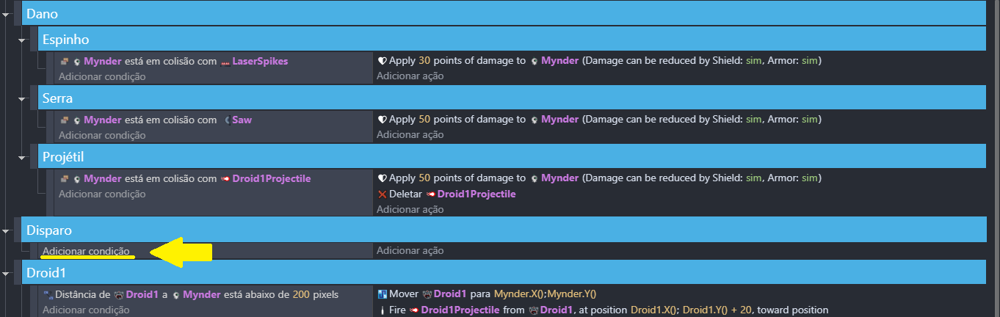 Dano
Espinho
Mynder está em colisão com LaserSpikes
Apply 30 points of damage to Mynder (Damage can be reduced by Shield: sim, Armor: sim)
Adicionar condição
Adicionar ação
Serra
Mynder está em colisão com Saw
Apply 50 points of damage to Mynder (Damage can be reduced by Shield: sim, Armor: sim)
Adicionar condição
Adicionar ação
Projétil
Mynder está em colisão com Droid1Projectile
Apply 50 points of damage to Mynder (Damage can be reduced by Shield: sim, Armor: sim)
Adicionar condição
Deletar Droid1Projectile
Adicionar ação
Disparo
Adicionar condição
Adicionar ação
Droid1
Distância de Droid1 a Mynder está abaixo de 200 pixels
Mover Droid1 para Mynder.X();Mynder.Y()
Adicionar condição
Fire Droid1Projectile from Droid1, at position Droid1.X(); Droid1.Y() + 20, toward position